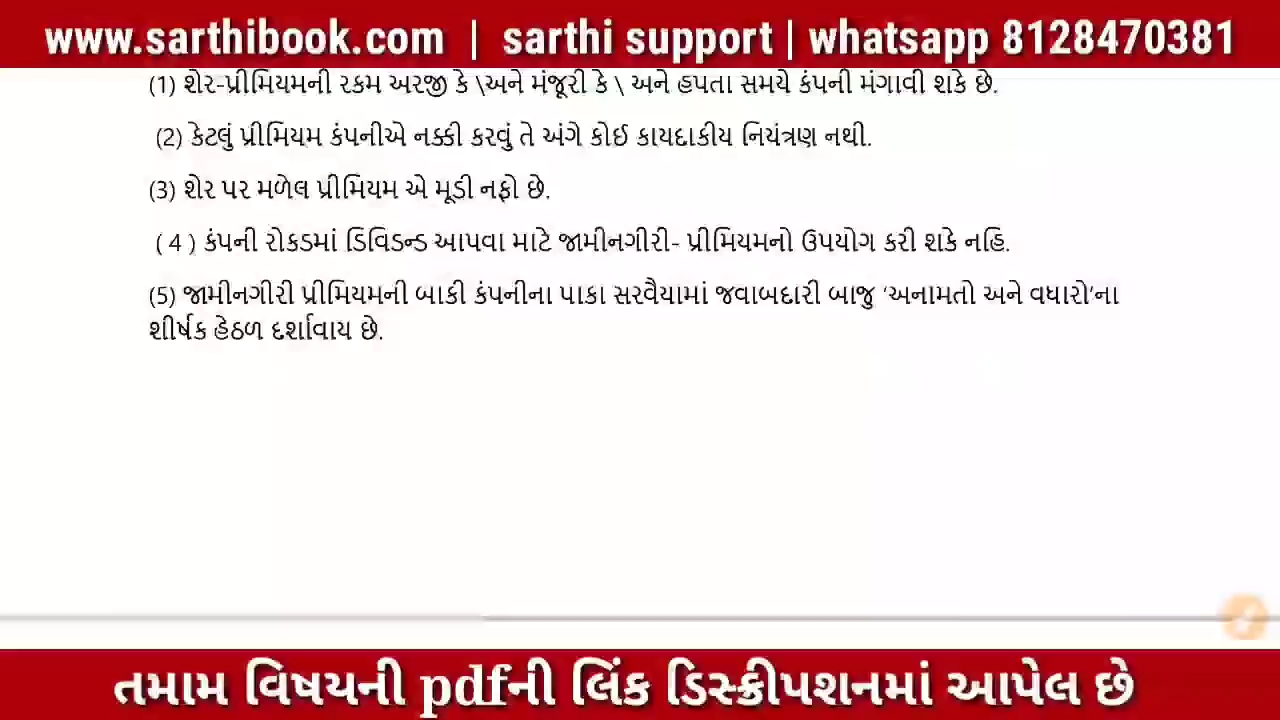 www.sarthibook.com | sarthi support | whatsapp 8128470381
(1) શેર-પ્રીમિયમની રકમ અરજી કે \અને મંજૂરી કે \ અને હપતા સમયે કંપની મંગાવી શકે છે.
(2) કેટલું પ્રીમિયમ કંપનીએ નક્કી કરવું તે અંગે કોઈ કાયદાકીય નિયંત્રણ નથી.
(3) શેર પર મળેલ પ્રીમિયમ એ મૂડી નફો છે.
( 4 ) કંપની રોકડમાં ડિવિડન્ડ આપવા માટે જામીનગીરી- પ્રીમિયમનો ઉપયોગ કરી શકે નહિ.
(5) જામીનગીરી પ્રીમિયમની બાકી કંપનીના પાકા સરવૈયામાં જવાબદારી બાજુ ‘અનામતો અને વધારો’ના
શીર્ષક હેઠળ દર્શાવાય છે.
તમામ વિષયની pdfની લિંક ડિસ્ક્રીપશનમાં આપેલ છે